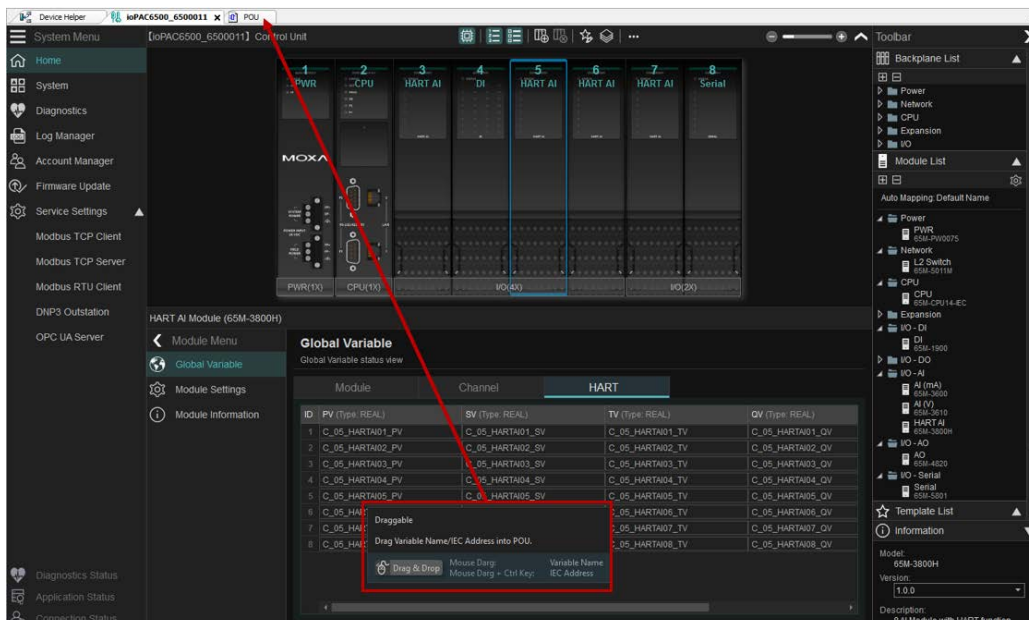 Device Helper
ioPAC6500_6500011 x
POU
System Menu
【ioPAC6500_6500011】Control Unit
Toolbar
Home
System
Diagnostics
Log Manager
Account Manager
Firmware Update
Service Settings
Modbus TCP Client
Modbus TCP Server
Modbus RTU Client
DNP3 Outstation
OPC UA Server
Diagnostics Status
Application Status
Connection Status
1 2 3 4 5 6 7 8
PWR CPU HART AI DI HART AI HART AI HART AI Serial
MOXA
PWR(1X) CPU(1X) I/O(4X) I/O(2X)
HART AI Module (65M-3800H)
Module Menu
Global Variable
Module Settings
Module Information
Global Variable
Global Variable status view
Module Channel HART
ID PV (Type: REAL) SV (Type: REAL) TV (Type: REAL) QV (Type: REAL)
1 C_05_HARTAI01_PV C_05_HARTAI01_SV C_05_HARTAI01_TV C_05_HARTAI01_QV
2 C_05_HARTAI02_PV C_05_HARTAI02_SV C_05_HARTAI02_TV C_05_HARTAI02_QV
3 C_05_HARTAI03_PV C_05_HARTAI03_SV C_05_HARTAI03_TV C_05_HARTAI03_QV
4 C_05_HARTAI04_PV C_05_HARTAI04_SV C_05_HARTAI04_TV C_05_HARTAI04_QV
5 C_05_HARTAI05_PV C_05_HARTAI05_SV C_05_HARTAI05_TV C_05_HARTAI05_QV
6 C_05_HAR C_05_HARTAI06_TV C_05_HARTAI06_QV
7 C_05_HAR C_05_HARTAI07_TV C_05_HARTAI07_QV
8 C_05_HAR C_05_HARTAI08_TV C_05_HARTAI08_QV
Draggable
Drag Variable Name/IEC Address into POU.
Drag & Drop
Mouse Darg: Variable Name
Mouse Darg + Ctrl Key: IEC Address
Backplane List
Power
Network
CPU
Expansion
I/O
Module List
Auto Mapping: Default Name
Power
PWR
65M-PW0075
Network
L2 Switch
65M-5011M
CPU
CPU
65M-CPU14-IEC
Expansion
I/O - DI
DI
65M-1900
I/O - DO
I/O - AI
AI (mA)
65M-3600
AI (V)
65M-3610
HART AI
65M-3800H
I/O - AO
AO
65M-4820
I/O - Serial
Serial
65M-5801
Template List
Information
Model:
65M-3800H
Version:
1.0.0
Description:
8 AI Module with HART function